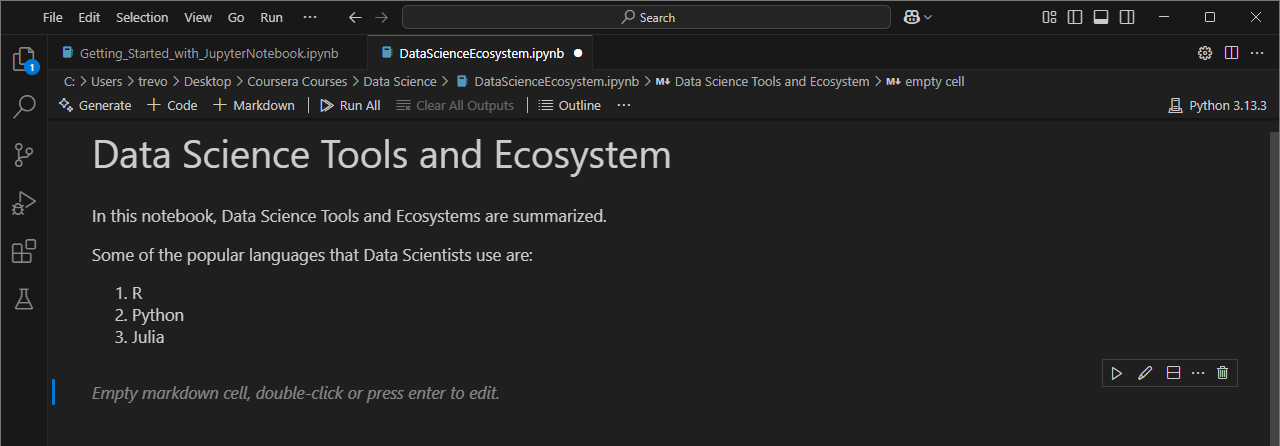 File Edit Selection View Go Run ··· Search
Getting_Started_with_JupyterNotebook.ipynb DataScienceEcosystem.ipynb ···
C: > Users > trevo > Desktop > Coursera Courses > Data Science > DataScienceEcosystem.ipynb > M↓ Data Science Tools and Ecosystem > M↓ empty cell
Generate + Code + Markdown | Run All Clear All Outputs | Outline ··· Python 3.13.3
1
Data Science Tools and Ecosystem
In this notebook, Data Science Tools and Ecosystems are summarized.
Some of the popular languages that Data Scientists use are:
1. R
2. Python
3. Julia
Empty markdown cell, double-click or press enter to edit.